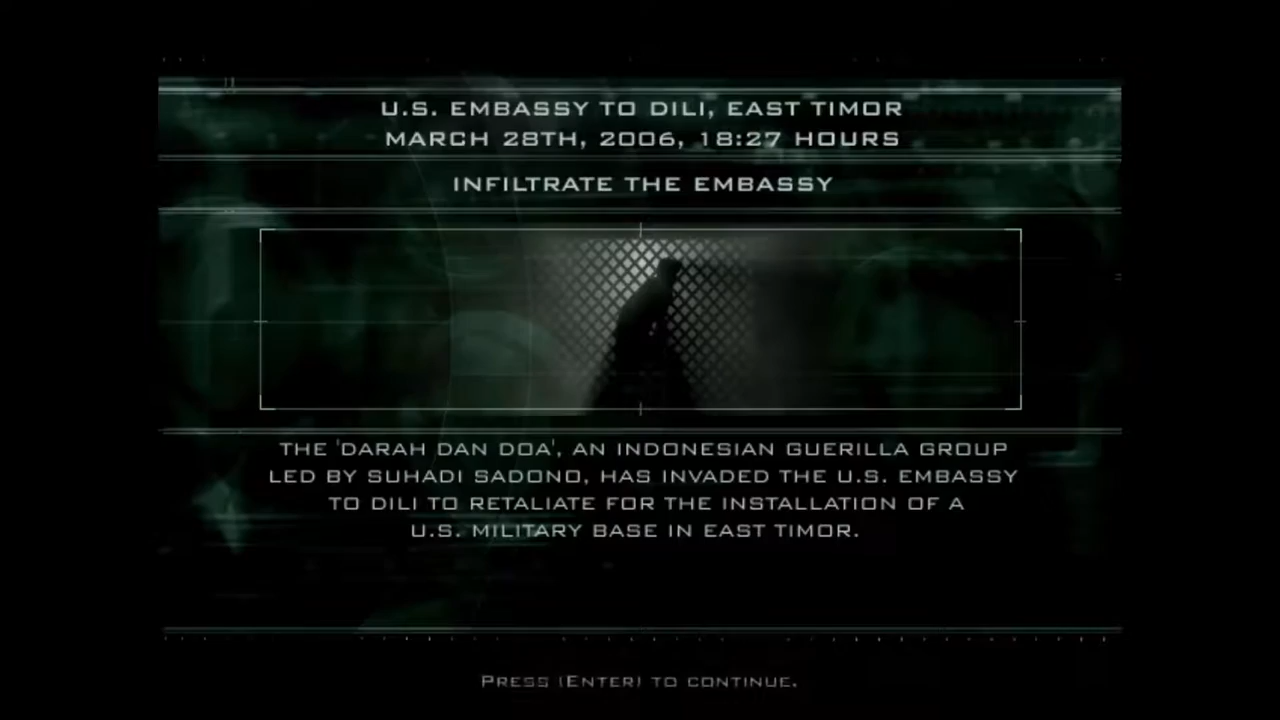 U.S. EMBASSY TO DILI, EAST TIMOR
MARCH 28TH, 2006, 18:27 HOURS
INFILTRATE THE EMBASSY
THE 'DARAH DAN DOA', AN INDONESIAN GUERILLA GROUP
LED BY SUHADI SADONO, HAS INVADED THE U.S. EMBASSY
TO DILI TO RETALIATE FOR THE INSTALLATION OF A
U.S. MILITARY BASE IN EAST TIMOR.
PRESS (ENTER) TO CONTINUE.